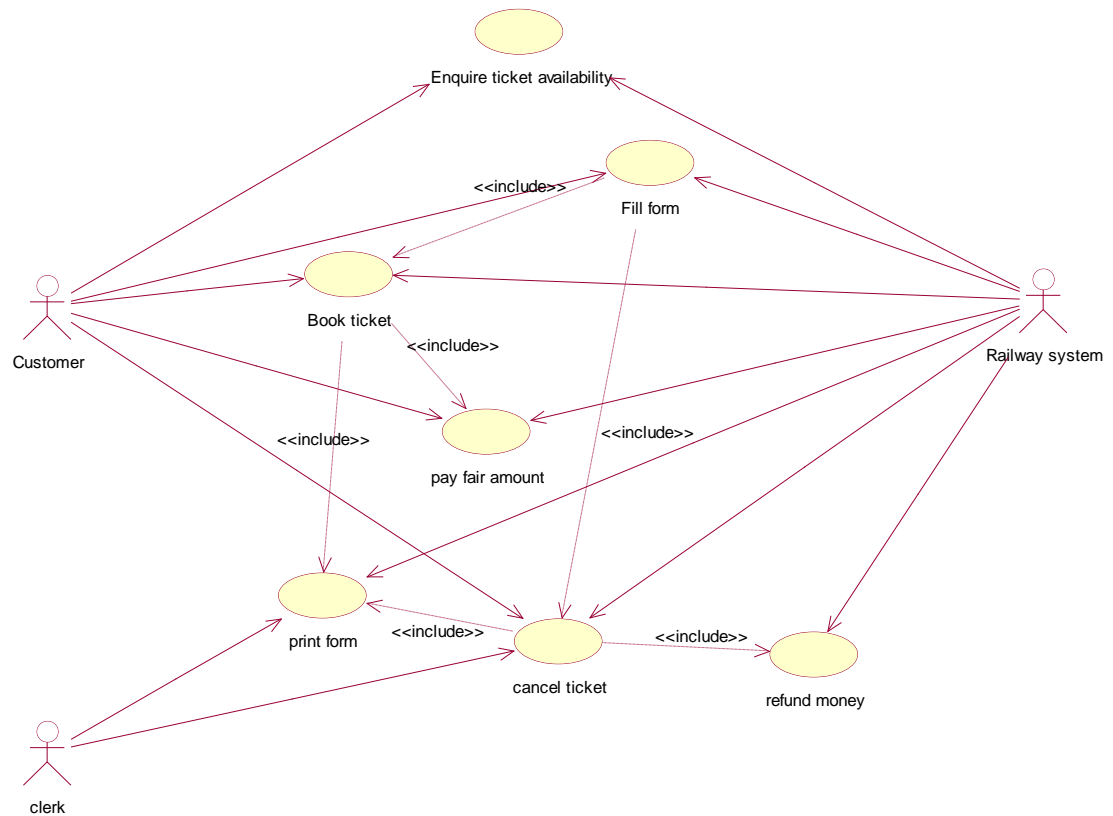 Enquire ticket availability
<<include>>
Fill form
Book ticket
<<include>>
Customer
Railway system
<<include>>
<<include>>
pay fair amount
<<include>>
<<include>>
print form
cancel ticket
refund money
clerk